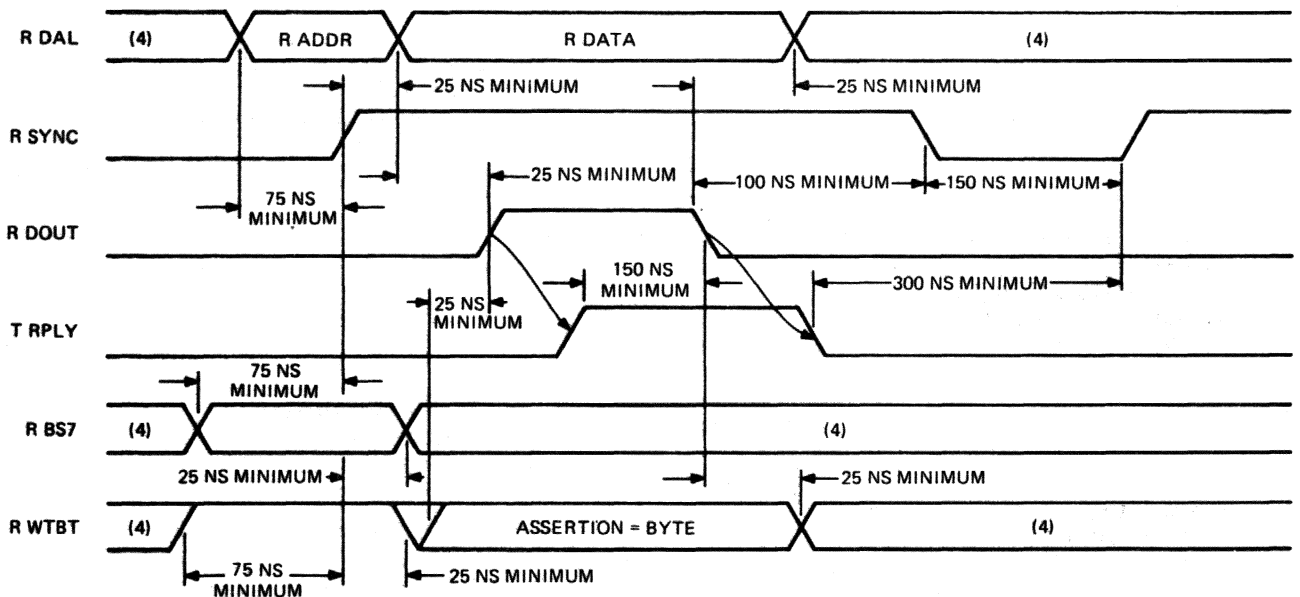 R DAL (4) R ADDR R DATA (4)
25 NS MINIMUM 25 NS MINIMUM
R SYNC
75 NS MINIMUM 25 NS MINIMUM 100 NS MINIMUM 150 NS MINIMUM
R DOUT
25 NS MINIMUM 150 NS MINIMUM 300 NS MINIMUM
T RPLY
75 NS MINIMUM
R BS7 (4) (4)
25 NS MINIMUM 25 NS MINIMUM
R WTBT (4) ASSERTION = BYTE (4)
75 NS MINIMUM 25 NS MINIMUM